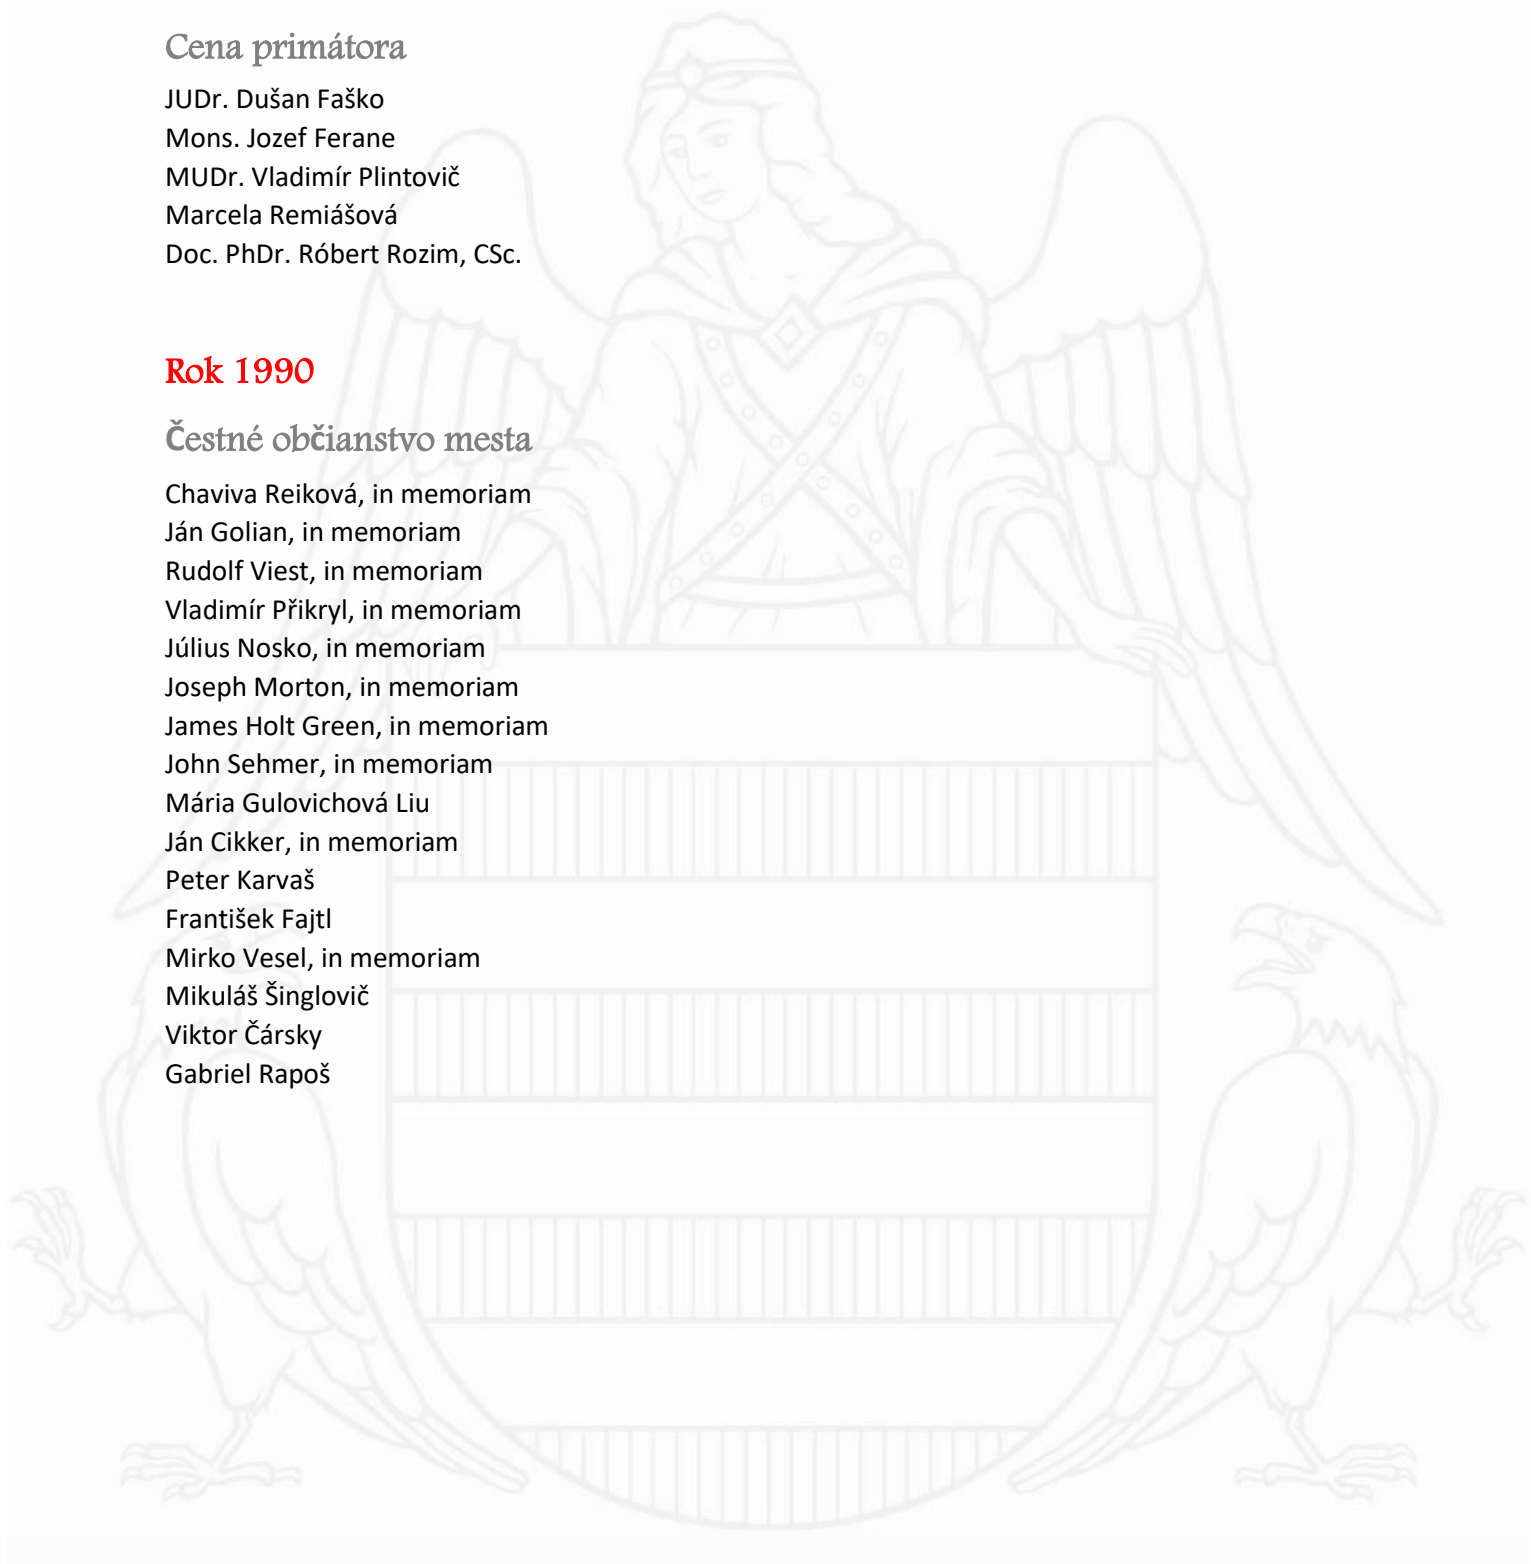 Cena primátora
JUDr. Dušan Faško
Mons. Jozef Ferane
MUDr. Vladimír Plintovič
Marcela Remiášová
Doc. PhDr. Róbert Rozim, CSc.
Rok 1990
Čestné občianstvo mesta
Chaviva Reiková, in memoriam
Ján Golian, in memoriam
Rudolf Viest, in memoriam
Vladimír Přikryl, in memoriam
Július Nosko, in memoriam
Joseph Morton, in memoriam
James Holt Green, in memoriam
John Sehmer, in memoriam
Mária Gulovichová Liu
Ján Cikker, in memoriam
Peter Karvaš
František Fajtl
Mirko Vesel, in memoriam
Mikuláš Šinglovič
Viktor Čársky
Gabriel Rapoš